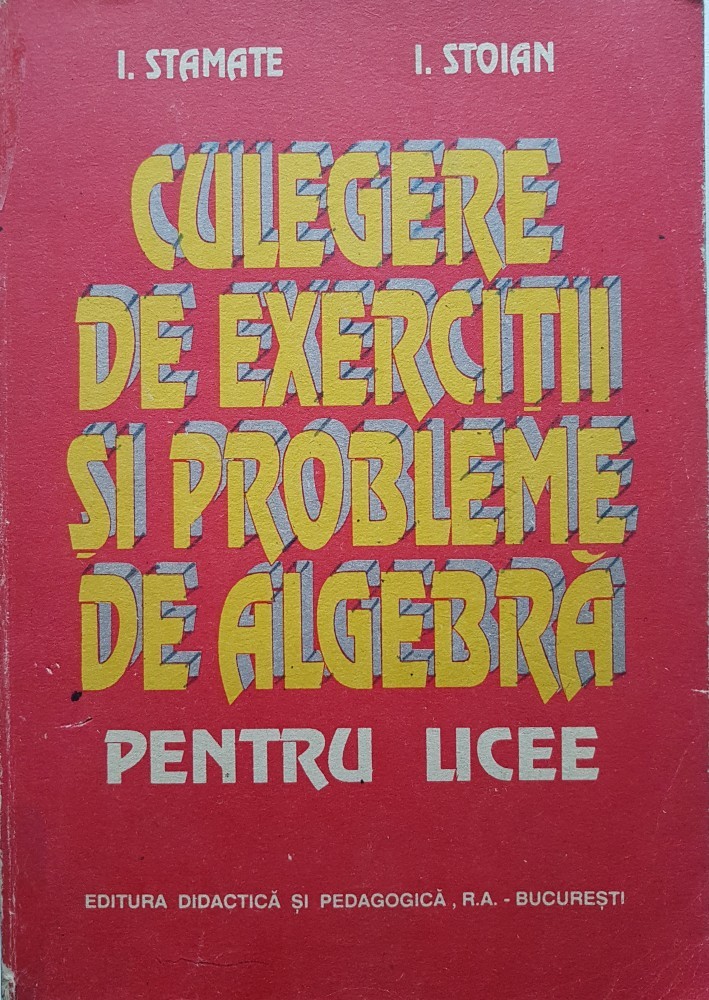 I. STAMATE I. STOIAN
CULEGERE
DE EXERCIȚII
ȘI PROBLEME
DE ALGEBRĂ
PENTRU LICEE
EDITURA DIDACTICĂ ȘI PEDAGOGICĂ, R.A. - BUCUREȘTI